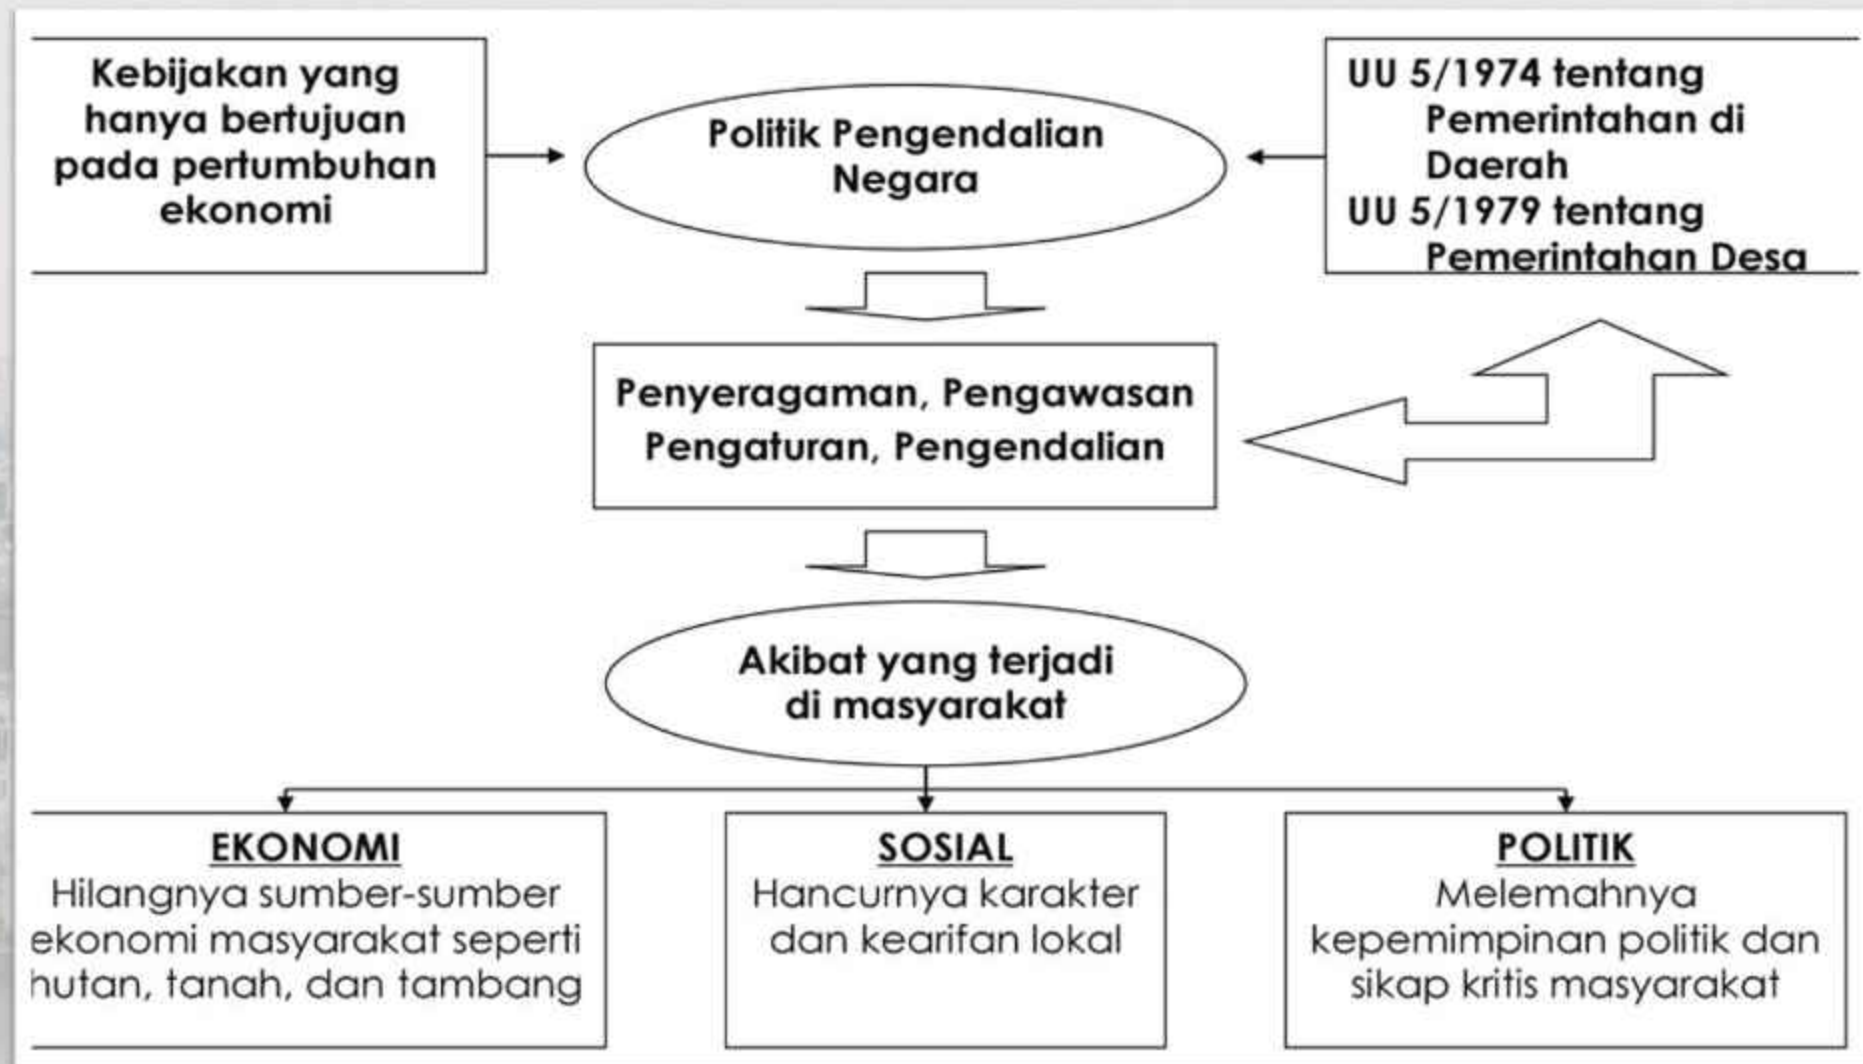 Kebijakan yang
hanya bertujuan
pada pertumbuhan
ekonomi
Politik Pengendalian
Negara
UU 5/1974 tentang
Pemerintahan di
Daerah
UU 5/1979 tentang
Pemerintahan Desa
Penyeragaman, Pengawasan
Pengaturan, Pengendalian
Akibat yang terjadi
di masyarakat
EKONOMI
Hilangnya sumber-sumber
ekonomi masyarakat seperti
hutan, tanah, dan tambang
SOSIAL
Hancurnya karakter
dan kearifan lokal
POLITIK
Melemahnya
kepemimpinan politik dan
sikap kritis masyarakat